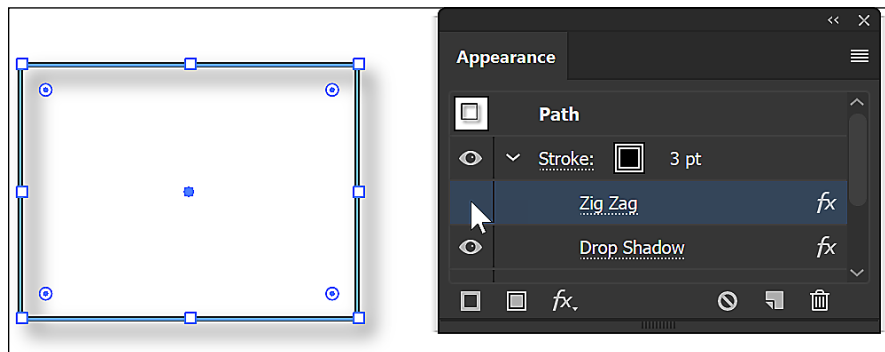 Appearance
Path
Stroke: 3 pt
Zig Zag fx
Drop Shadow fx
fx